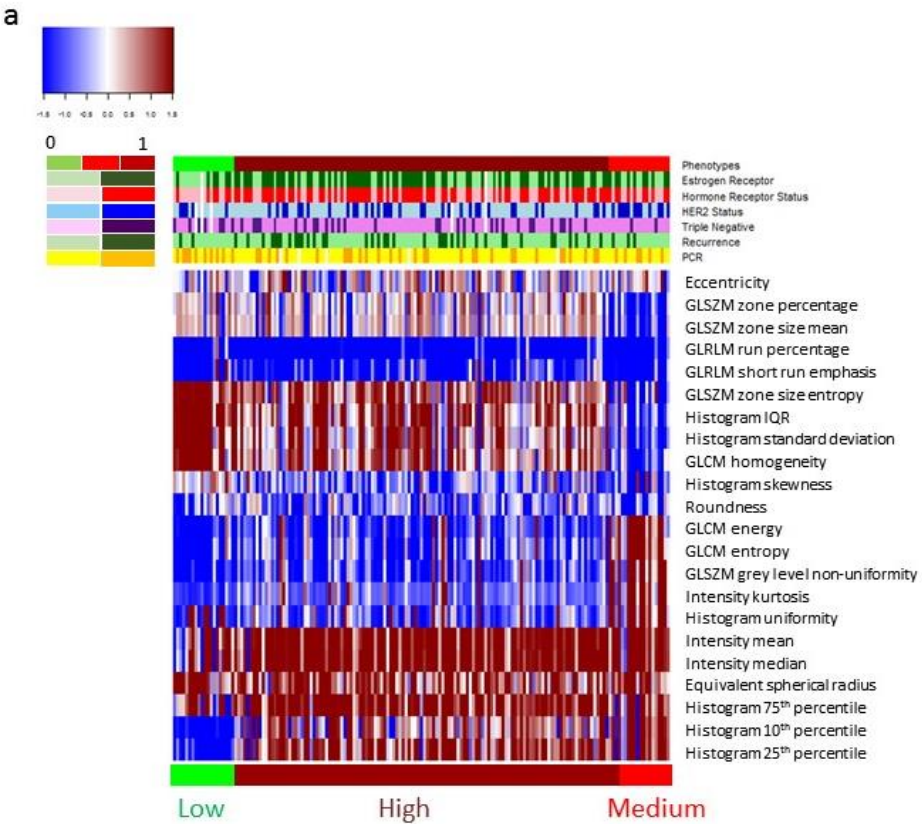 a
-1.5 -1.0 -0.5 0.0 0.5 1.0 1.5
0 1
Phenotypes
Estrogen Receptor
Hormone Receptor Status
HER2 Status
Triple Negative
Recurrence
PCR
Eccentricity
GLSZM zone percentage
GLSZM zone size mean
GLRLM run percentage
GLRLM short run emphasis
GLSZM zone size entropy
Histogram IQR
Histogram standard deviation
GLCM homogeneity
Histogram skewness
Roundness
GLCM energy
GLCM entropy
GLSZM grey level non-uniformity
Intensity kurtosis
Histogram uniformity
Intensity mean
Intensity median
Equivalent spherical radius
Histogram 75th percentile
Histogram 10th percentile
Histogram 25th percentile
Low High Medium